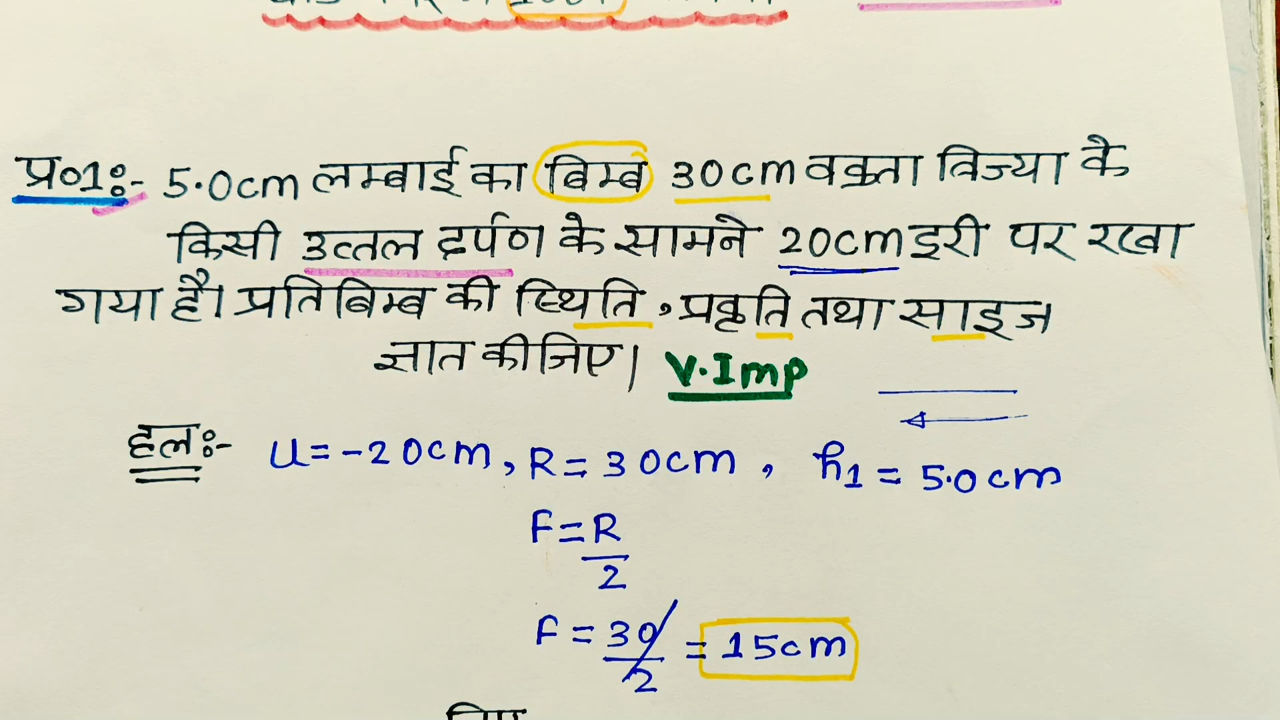 प्र०1ः- 5.0cm लम्बाई का बिम्ब 30cm वक्रता त्रिज्या के
किसी उत्तल दर्पण के सामने 20cm दूरी पर रखा
गया है। प्रतिबिम्ब की स्थिति, प्रकृति तथा साइज
ज्ञात कीजिए। V.Imp
हलः- u=-20cm, R=30cm, h1=5.0cm
F=R/2
F=30/2=15cm